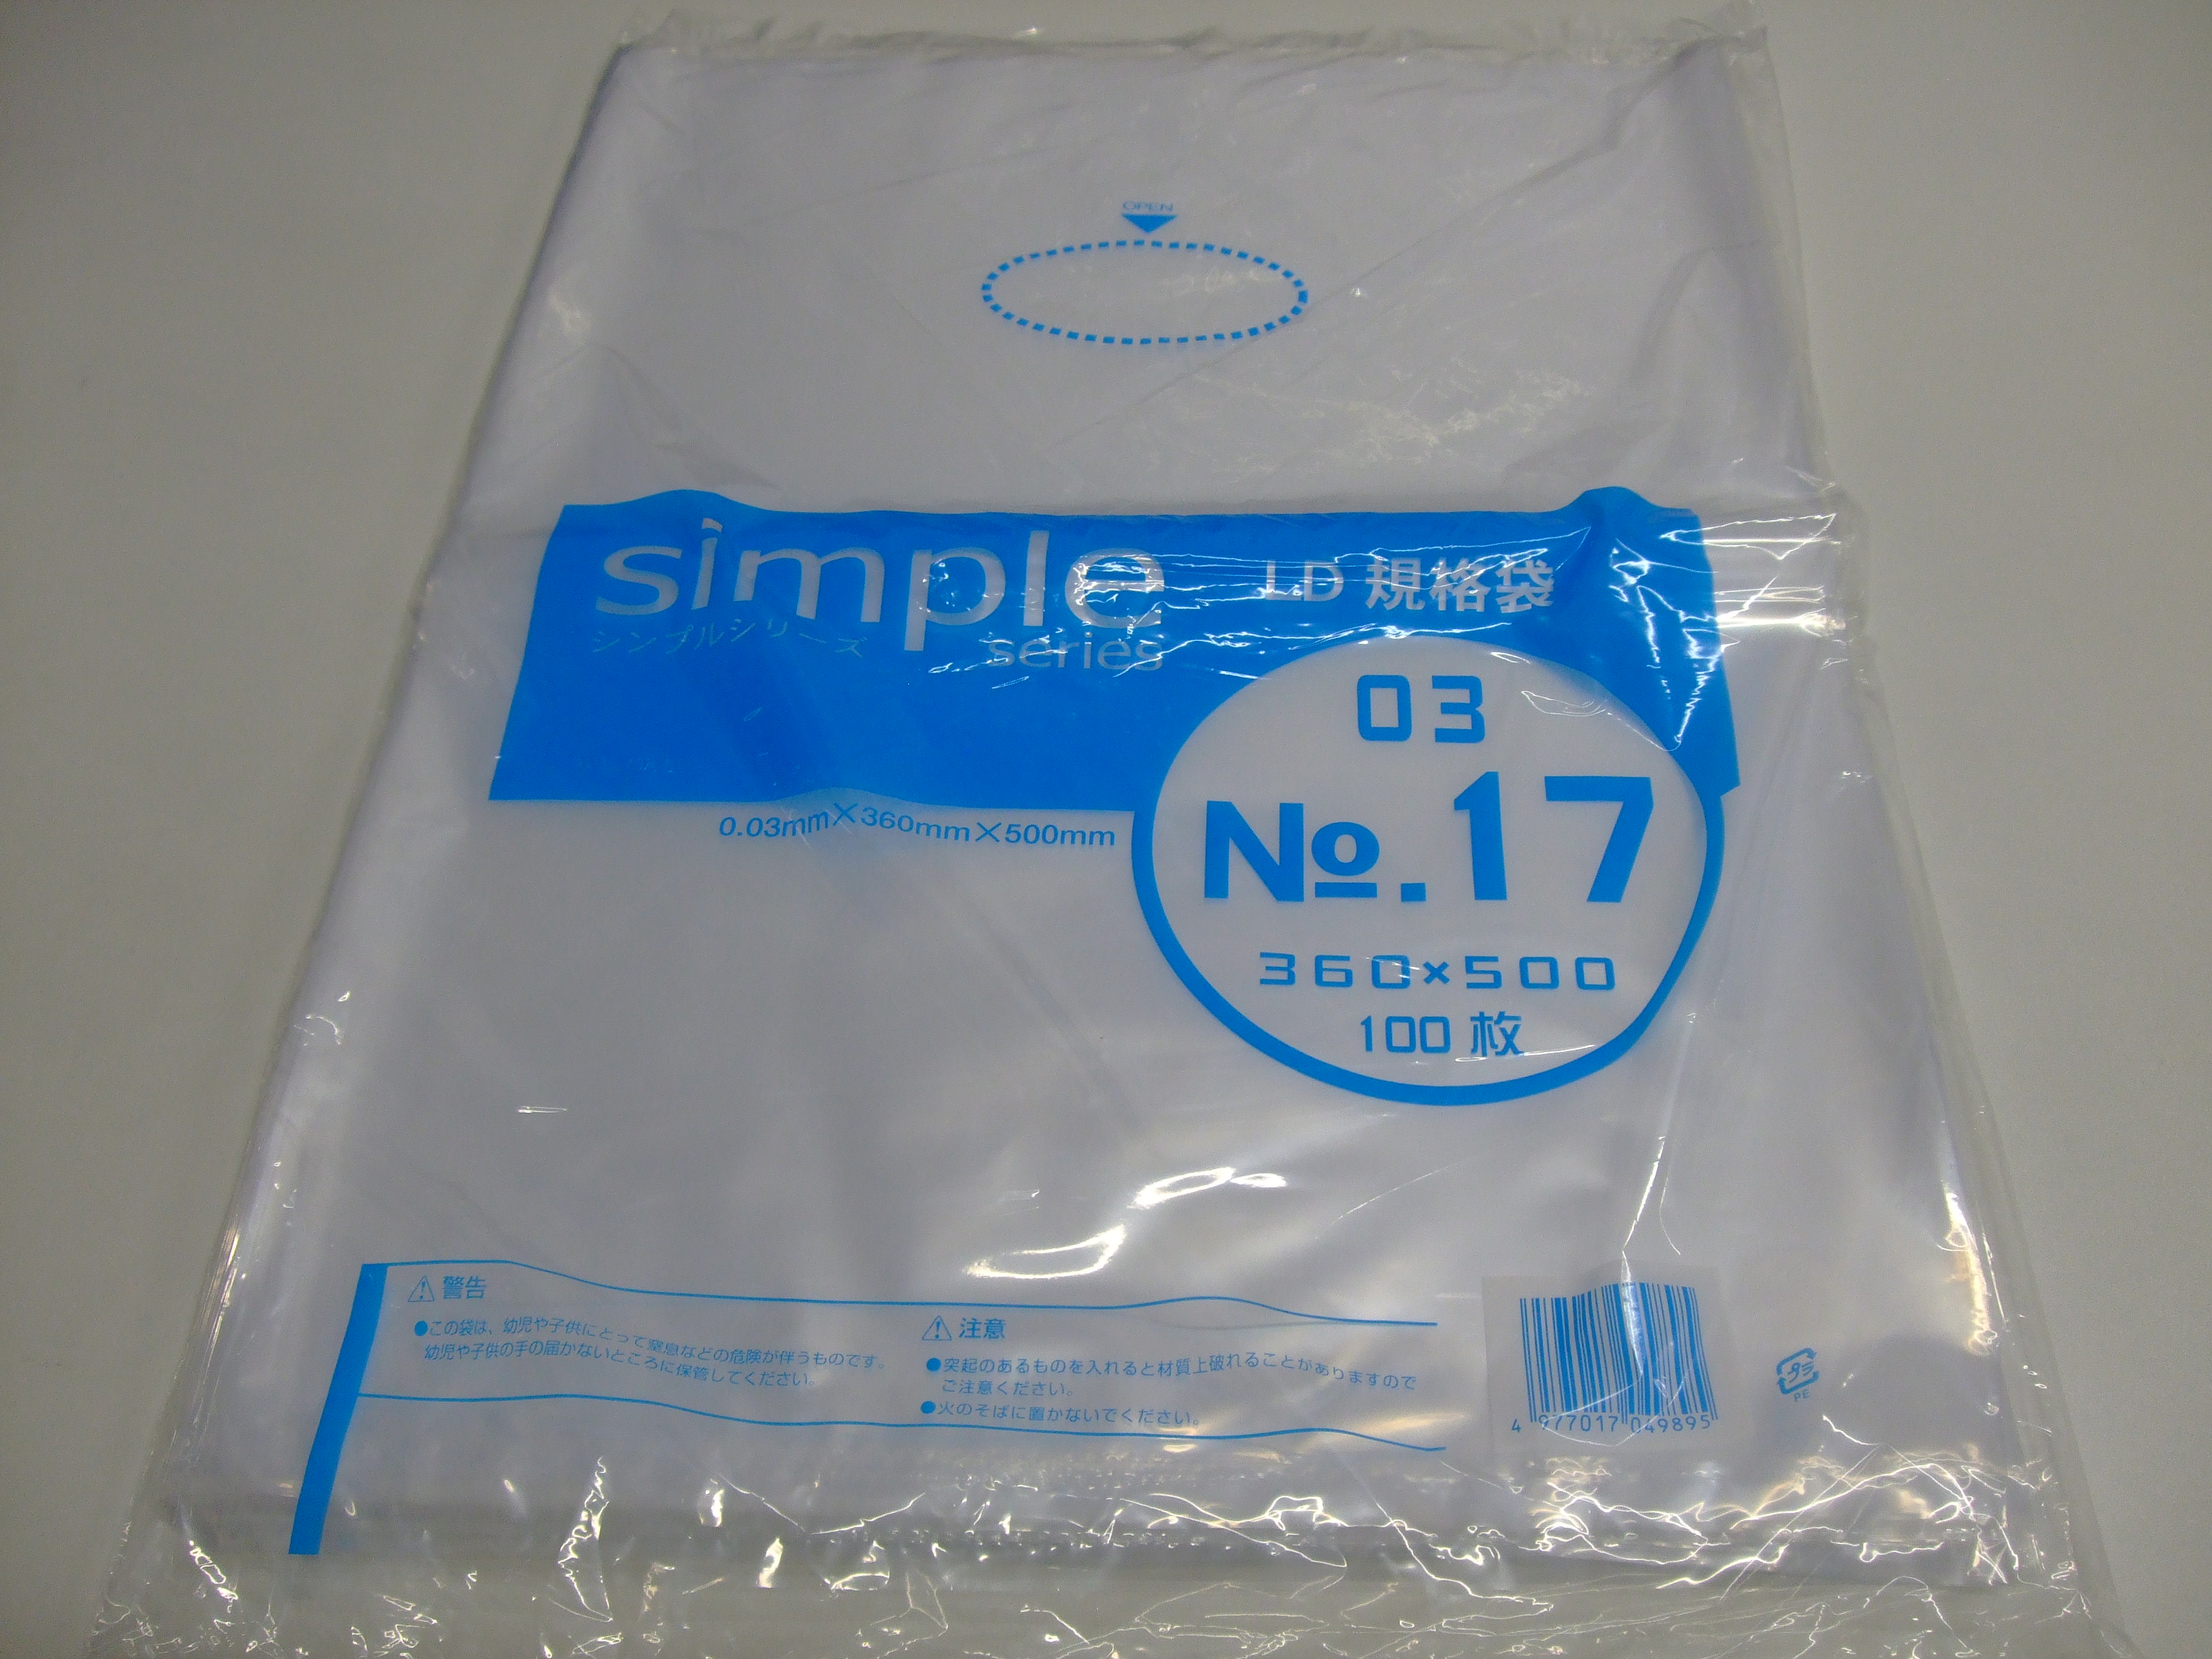 OPEN
simple
LD 規格袋
シンプルシリーズ
series
03
No.17
0.03mm×360mm×500mm
360×500
100 枚
警告
●この袋は、幼児や子供にとって窒息などの危険が伴うものです。
幼児や子供の手の届かないところに保管してください。
注意
●突起のあるものを入れると材質上破れることがありますので
ご注意ください。
●火のそばに置かないでください。
4 977017 049895
プラ
PE